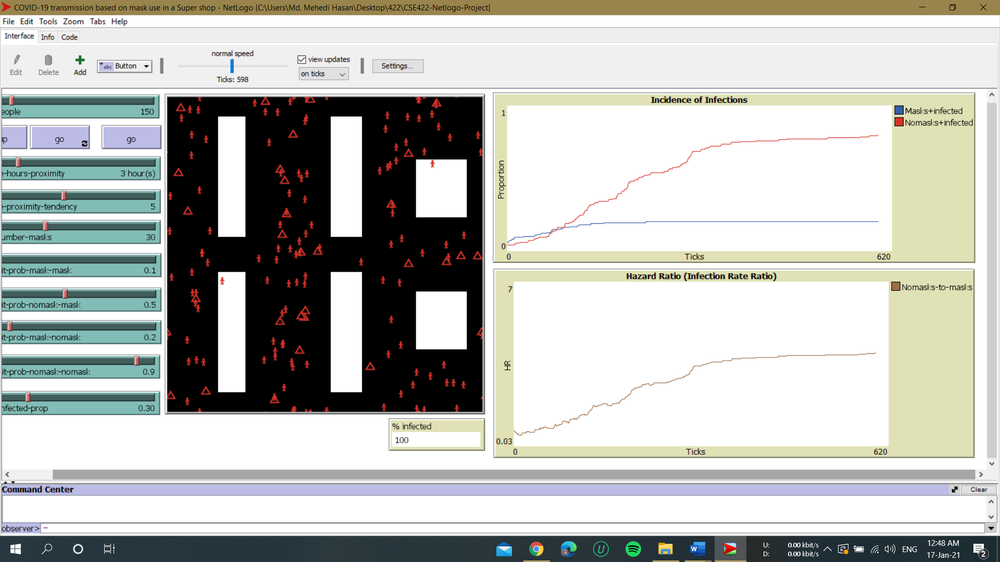 COVID-19 transmission based on mask use in a Super shop - NetLogo {C:\Users\Md. Mehedi Hasan\Desktop\422\CSE422-Netlogo-Project}
File Edit Tools Zoom Tabs Help
Interface Info Code
Edit Delete Add abc Button normal speed Ticks: 598 view updates on ticks Settings...
eople 150
up go go
e-hours-proximity 3 hour(s)
e-proximity-tendency 5
umber-masks 30
it-prob-mask-mask 0.1
it-prob-nomask-mask 0.5
it-prob-mask-nomask 0.2
it-prob-nomask-nomask 0.9
nfected-prop 0.30
% infected
100
Incidence of Infections
1
Proportion
0
0 Ticks 620
Masks+infected
Nomasks+infected
Hazard Ratio (Infection Rate Ratio)
7
HR
0.03
0 Ticks 620
Nomasks-to-masks
Command Center Clear
observer>
U: 0.00 kbit/s
D: 0.00 kbit/s
ENG
12:48 AM
17-Jan-21
2